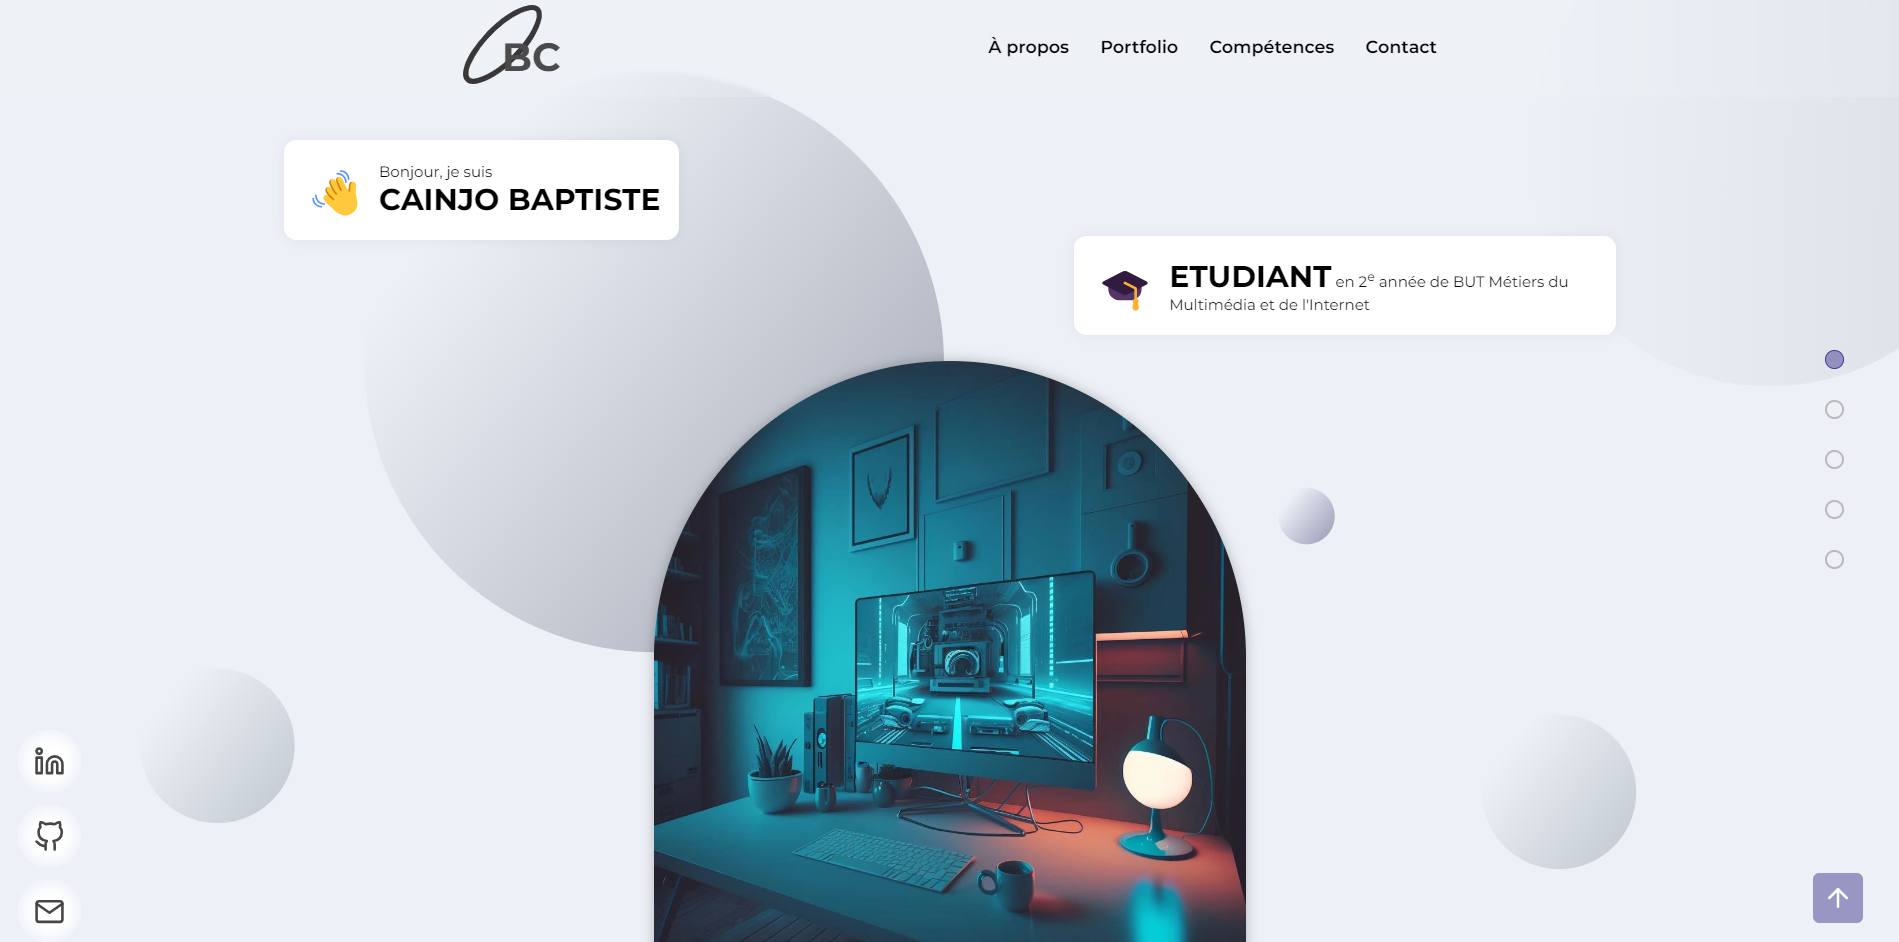 BC
À propos
Portfolio
Compétences
Contact
Bonjour, je suis
CAINJO BAPTISTE
ETUDIANT en 2e année de BUT Métiers du
Multimédia et de l'Internet